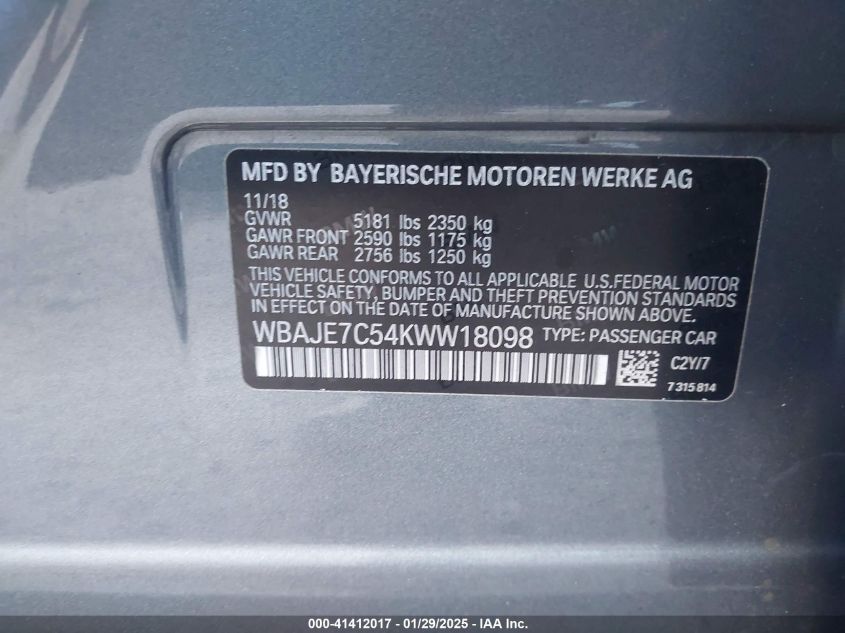 MFD BY BAYERISCHE MOTOREN WERKE AG
11/18
GVWR 5181 lbs 2350 kg
GAWR FRONT 2590 lbs 1175 kg
GAWR REAR 2756 lbs 1250 kg
THIS VEHICLE CONFORMS TO ALL APPLICABLE U.S.FEDERAL MOTOR
VEHICLE SAFETY, BUMPER AND THEFT PREVENTION STANDARDS
IN EFFECT ON THE DATE OF MANUFACTURE SHOWN ABOVE.
WBAJE7C54KWW18098 TYPE: PASSENGER CAR
C2Y/7
7315814
000-41412017 - 01/29/2025 - IAA Inc.